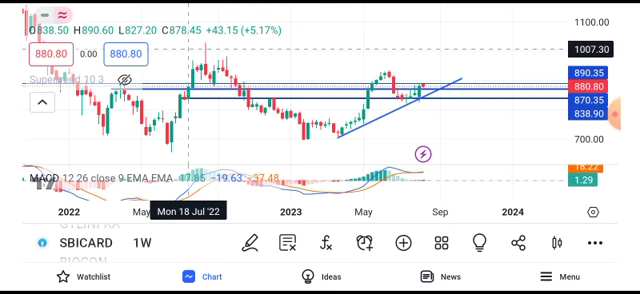 O838.50 H890.60 L827.20 C878.45 +43.15 (+5.17%)
1100.00
1007.30
880.80 0.00 880.80
890.35
Supertrend 10 3
880.80
870.35
838.90
700.00
MACD 12 26 close 9 EMA EMA 17.85 −19.63 −37.48
18.22
1.29
2022 May Mon 18 Jul '22 2023 May Sep 2024
SBICARD 1W
Watchlist Chart Ideas News Menu